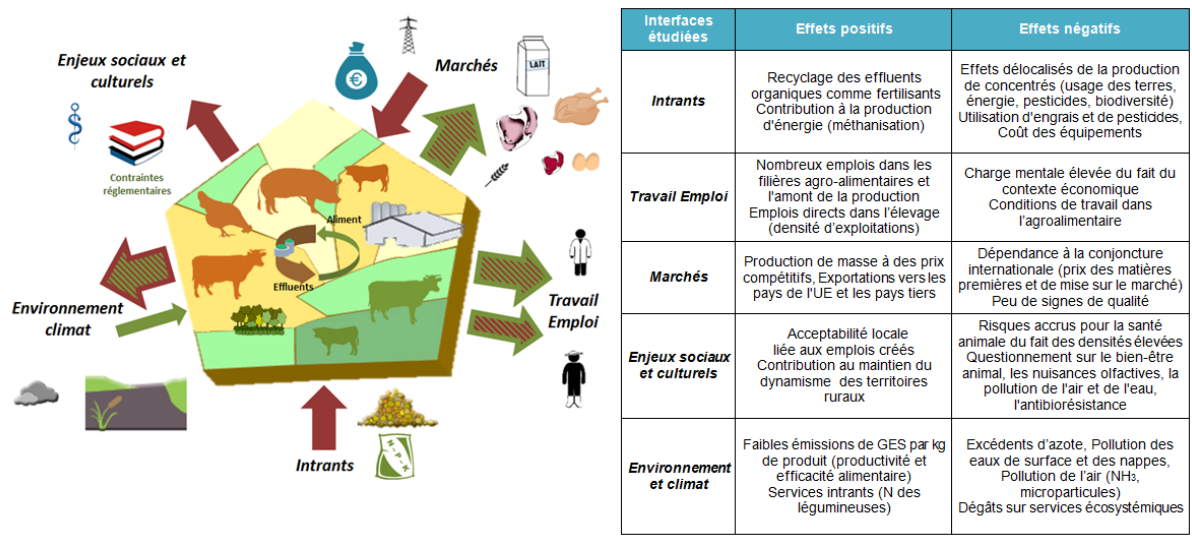 Enjeux sociaux et
culturels
Marchés
LAIT
Contraintes
réglementaires
Aliment
Effluents
Environnement
climat
Travail
Emploi
Intrants
Interfaces
étudiées
Effets positifs
Effets négatifs
Intrants
Recyclage des effluents
organiques comme fertilisants
Contribution à la production
d'énergie (méthanisation)
Effets délocalisés de la production
de concentrés (usage des terres,
énergie, pesticides, biodiversité)
Utilisation d'engrais et de pesticides,
Coût des équipements
Travail Emploi
Nombreux emplois dans les
filières agro-alimentaires et
l'amont de la production
Emplois directs dans l'élevage
(densité d'exploitations)
Charge mentale élevée du fait du
contexte économique
Conditions de travail dans
l'agroalimentaire
Marchés
Production de masse à des prix
compétitifs, Exportations vers les
pays de l'UE et les pays tiers
Dépendance à la conjoncture
internationale (prix des matières
premières et de mise sur le marché)
Peu de signes de qualité
Enjeux sociaux
et culturels
Acceptabilité locale
liée aux emplois créés
Contribution au maintien du
dynamisme des territoires
ruraux
Risques accrus pour la santé
animale du fait des densités élevées
Questionnement sur le bien-être
animal, les nuisances olfactives, la
pollution de l'air et de l'eau,
l'antibiorésistance
Environnement
et climat
Faibles émissions de GES par kg
de produit (productivité et
efficacité alimentaire)
Services intrants (N des
légumineuses)
Excédents d'azote, Pollution des
eaux de surface et des nappes,
Pollution de l'air (NH₃,
microparticules)
Dégâts sur services écosystémiques